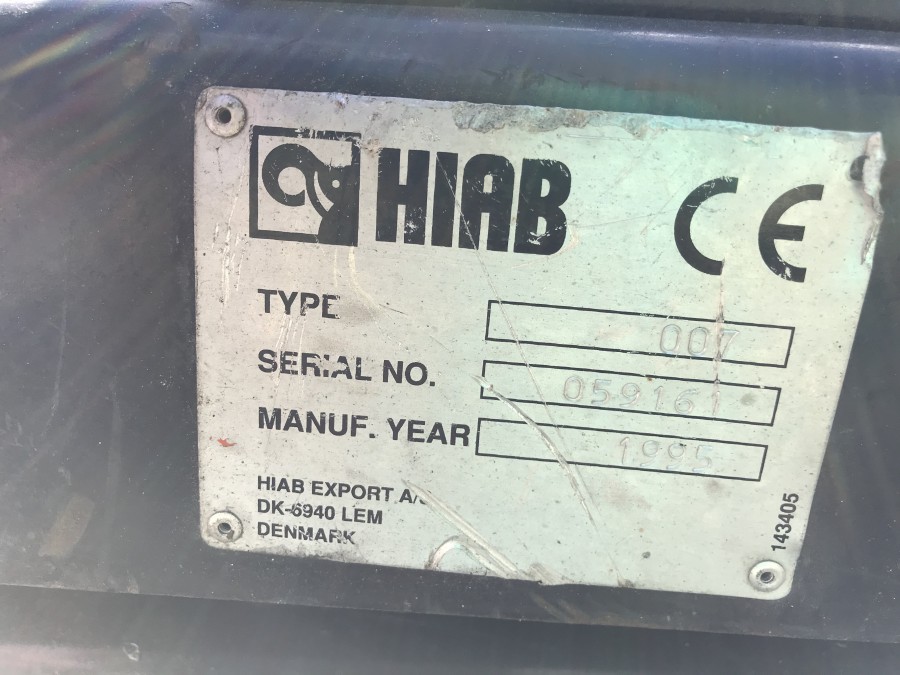 HIAB CE
TYPE 007
SERIAL NO. 059161
MANUF. YEAR 1995
HIAB EXPORT A/S
DK-6940 LEM
DENMARK
143405